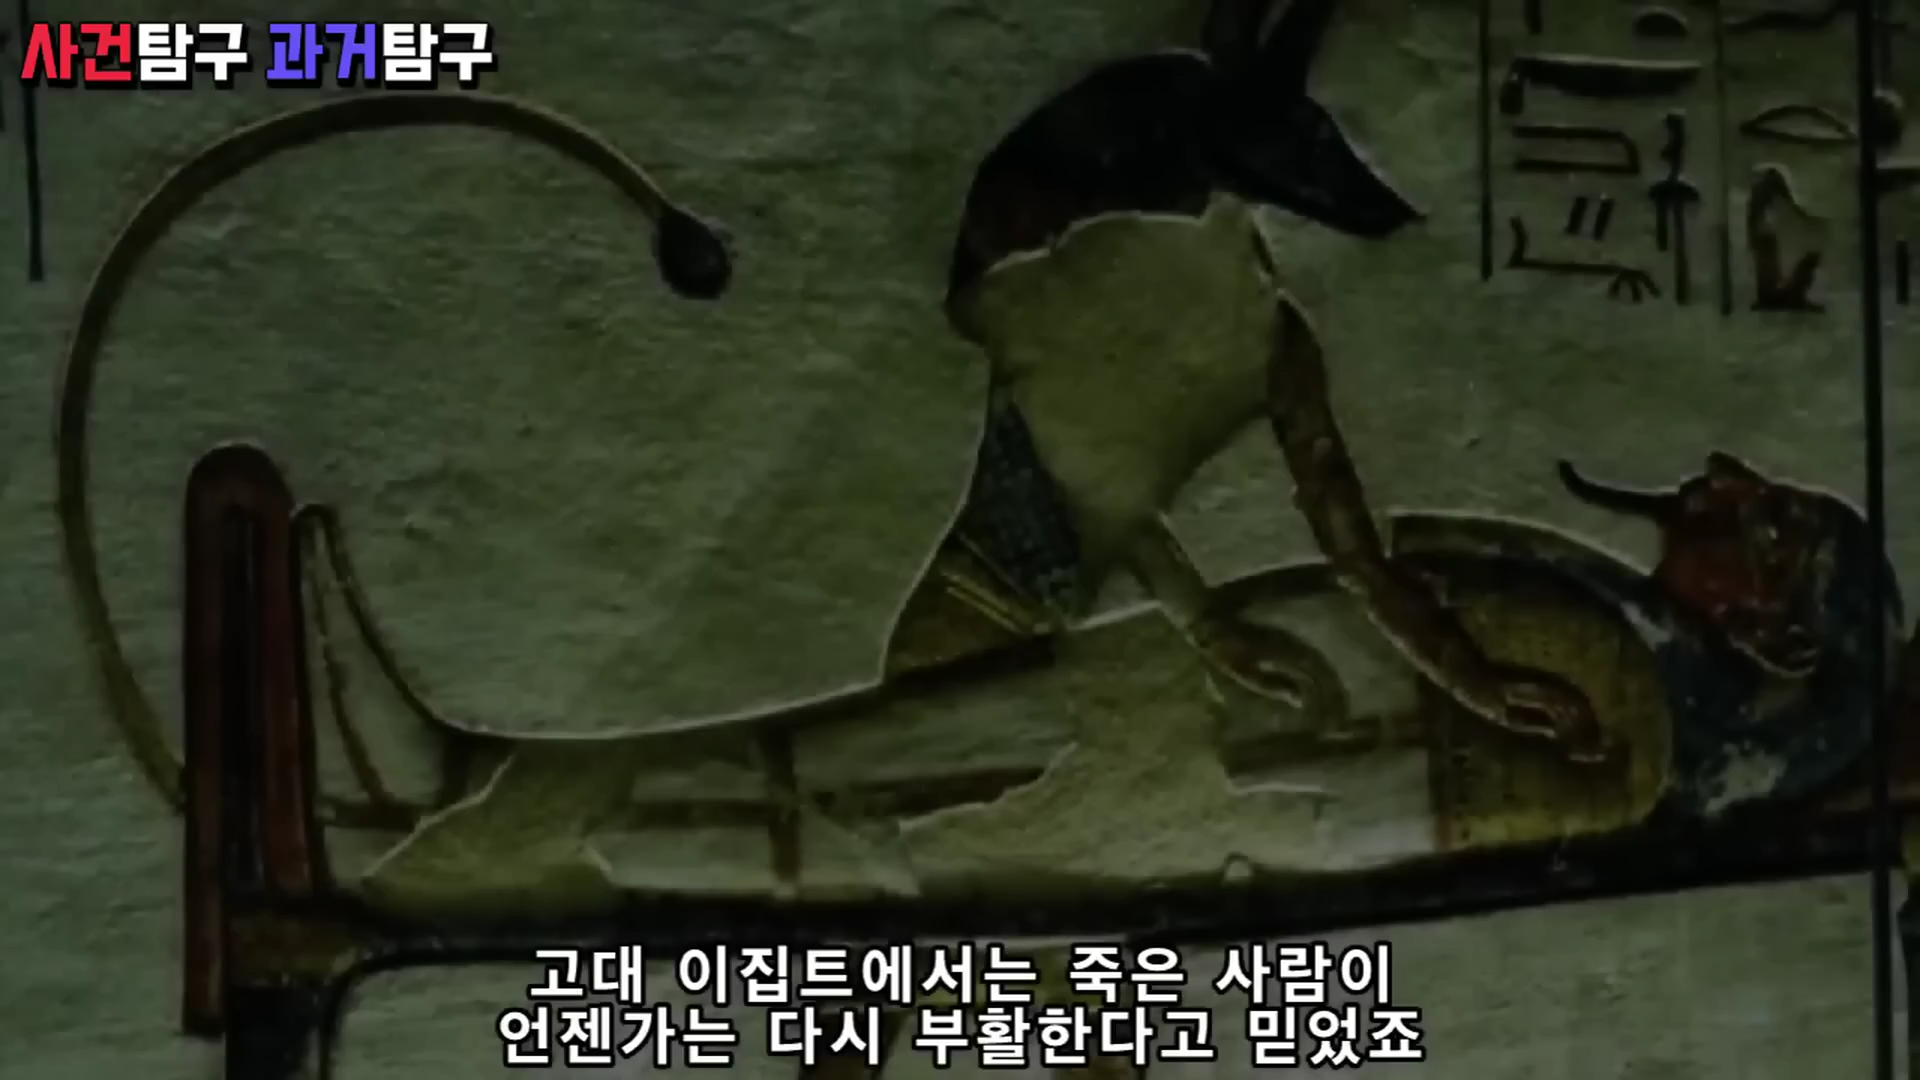 사건탐구 과거탐구
고대 이집트에서는 죽은 사람이
언젠가는 다시 부활한다고 믿었죠